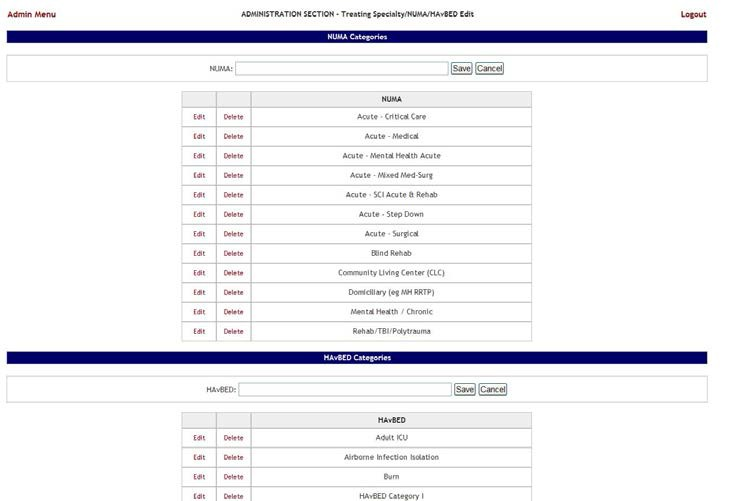 Admin Menu ADMINISTRATION SECTION - Treating Specialty/NUMA/HAvBED Edit Logout
NUMA Categories
NUMA: Save Cancel
NUMA
Edit Delete Acute - Critical Care
Edit Delete Acute - Medical
Edit Delete Acute - Mental Health Acute
Edit Delete Acute - Mixed Med-Surg
Edit Delete Acute - SCI Acute & Rehab
Edit Delete Acute - Step Down
Edit Delete Acute - Surgical
Edit Delete Blind Rehab
Edit Delete Community Living Center (CLC)
Edit Delete Domiciliary (eg MH RRTP)
Edit Delete Mental Health / Chronic
Edit Delete Rehab/TBI/Polytrauma
HAvBED Categories
HAvBED: Save Cancel
HAvBED
Edit Delete Adult ICU
Edit Delete Airborne Infection Isolation
Edit Delete Burn
Edit Delete HAvBED Category I